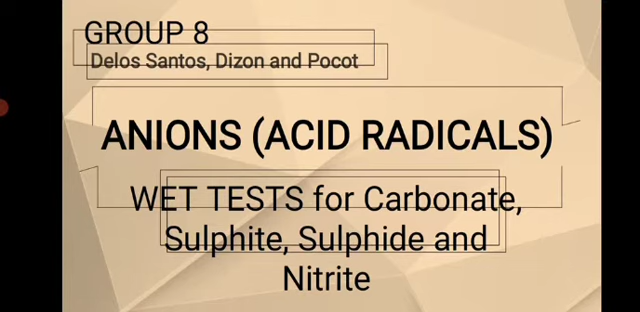 GROUP 8
Delos Santos, Dizon and Pocot
ANIONS (ACID RADICALS)
WET TESTS for Carbonate,
Sulphite, Sulphide and
Nitrite